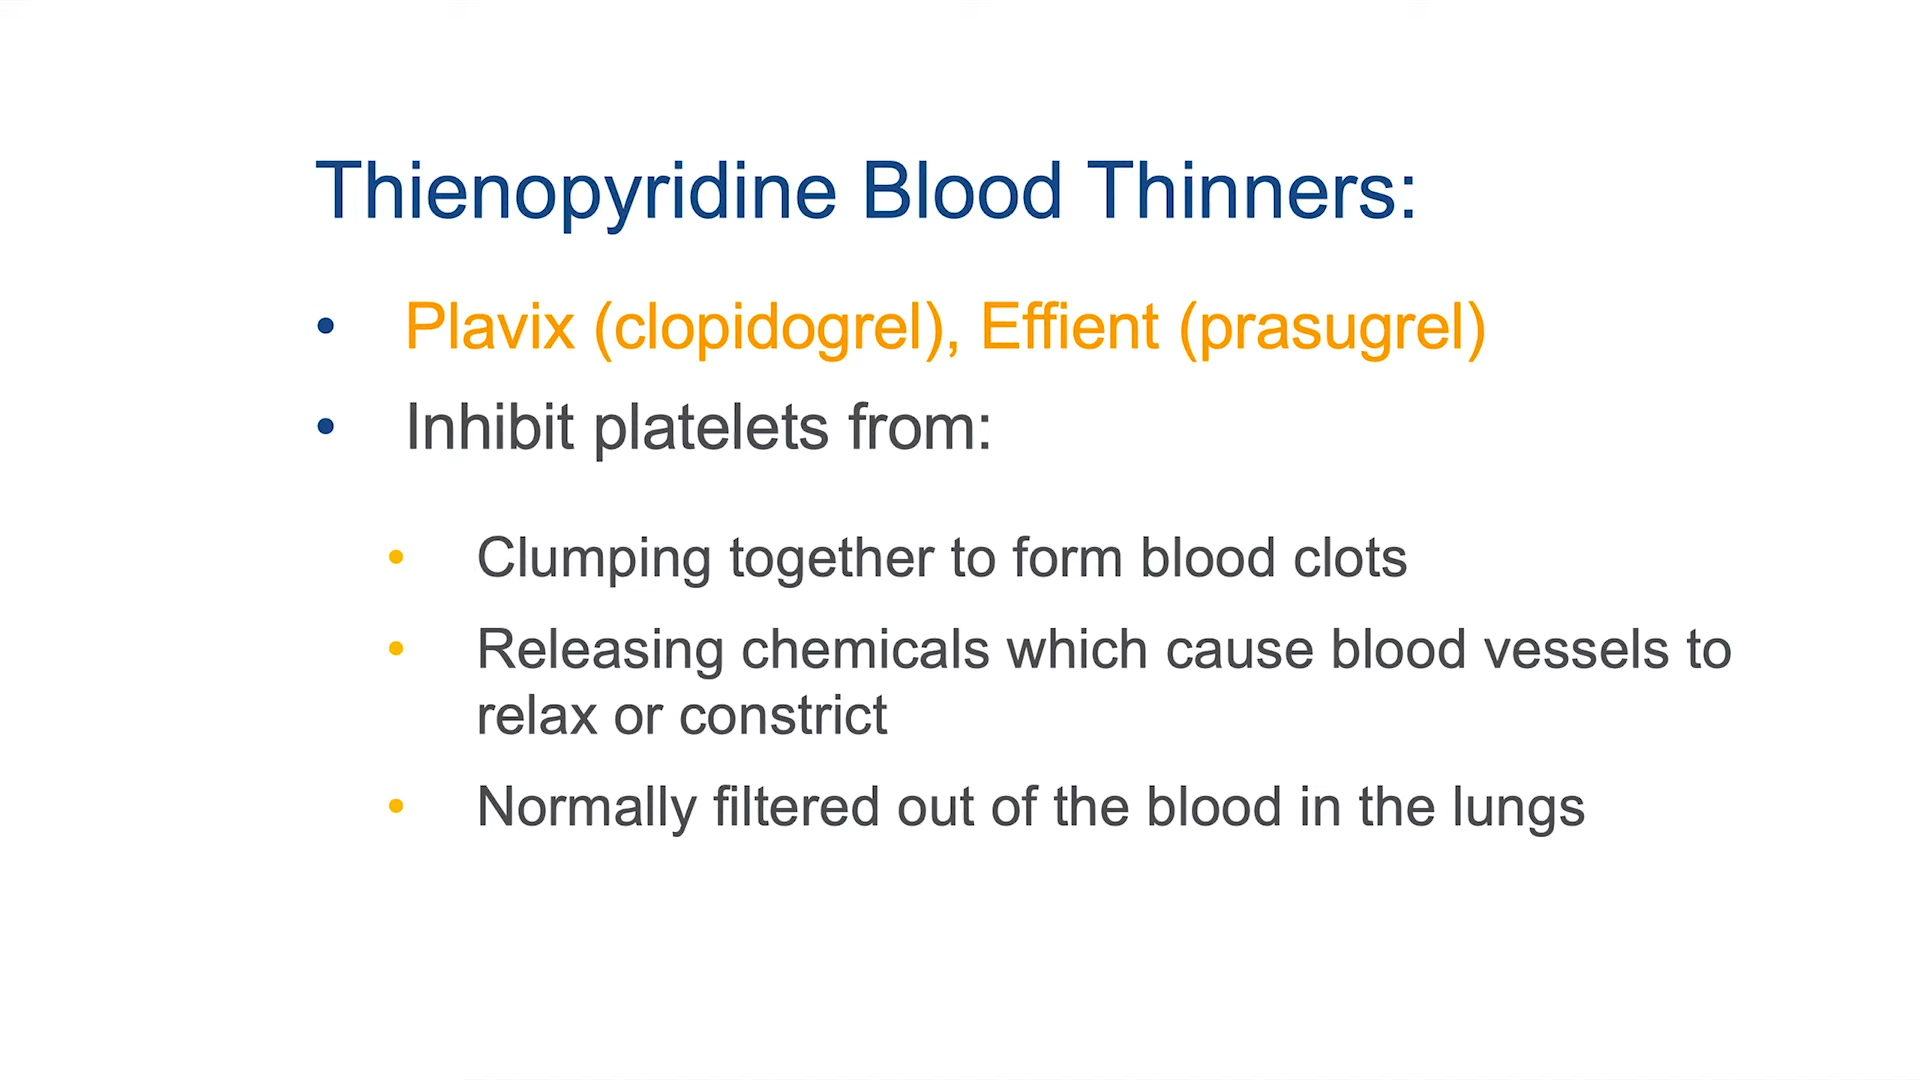 Thienopyridine Blood Thinners:
• Plavix (clopidogrel), Effient (prasugrel)
• Inhibit platelets from:
• Clumping together to form blood clots
• Releasing chemicals which cause blood vessels to
relax or constrict
• Normally filtered out of the blood in the lungs